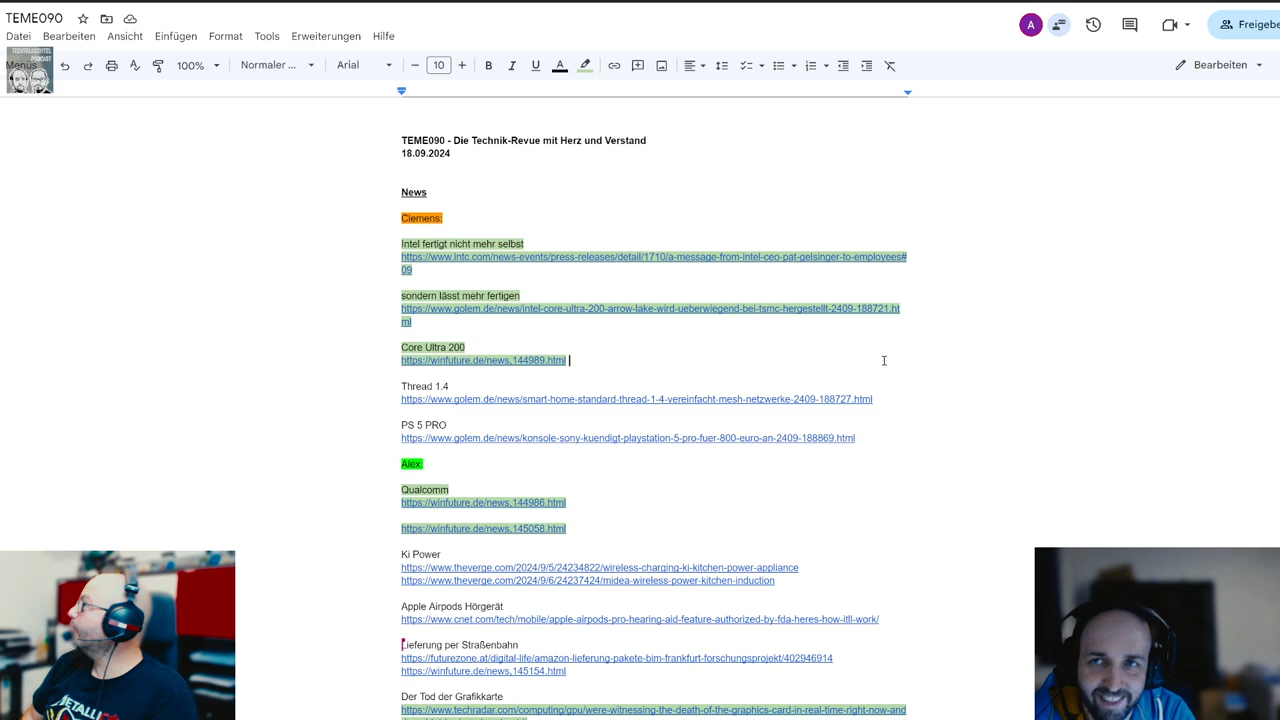 TEME090
Datei Bearbeiten Ansicht Einfügen Format Tools Erweiterungen Hilfe
A
Freigebe
TECHTELMECHTEL
PODCAST
Menüs
100% Normaler ... Arial 10 B I U A
Bearbeiten
TEME090 - Die Technik-Revue mit Herz und Verstand
18.09.2024
News
Clemens:
Intel fertigt nicht mehr selbst
https://www.intc.com/news-events/press-releases/detail/1710/a-message-from-intel-ceo-pat-gelsinger-to-employees#
09
sondern lässt mehr fertigen
https://www.golem.de/news/intel-core-ultra-200-arrow-lake-wird-ueberwiegend-bei-tsmc-hergestellt-2409-188721.ht
ml
Core Ultra 200
https://winfuture.de/news,144989.html
Thread 1.4
https://www.golem.de/news/smart-home-standard-thread-1-4-vereinfacht-mesh-netzwerke-2409-188727.html
PS 5 PRO
https://www.golem.de/news/konsole-sony-kuendigt-playstation-5-pro-fuer-800-euro-an-2409-188869.html
Alex:
Qualcomm
https://winfuture.de/news,144986.html
https://winfuture.de/news,145058.html
Ki Power
https://www.theverge.com/2024/9/5/24234822/wireless-charging-ki-kitchen-power-appliance
https://www.theverge.com/2024/9/6/24237424/midea-wireless-power-kitchen-induction
Apple Airpods Hörgerät
https://www.cnet.com/tech/mobile/apple-airpods-pro-hearing-aid-feature-authorized-by-fda-heres-how-itll-work/
Lieferung per Straßenbahn
https://futurezone.at/digital-life/amazon-lieferung-pakete-bim-frankfurt-forschungsprojekt/402946914
https://winfuture.de/news,145154.html
Der Tod der Grafikkarte
https://www.techradar.com/computing/gpu/were-witnessing-the-death-of-the-graphics-card-in-real-time-right-now-and
METALLICA